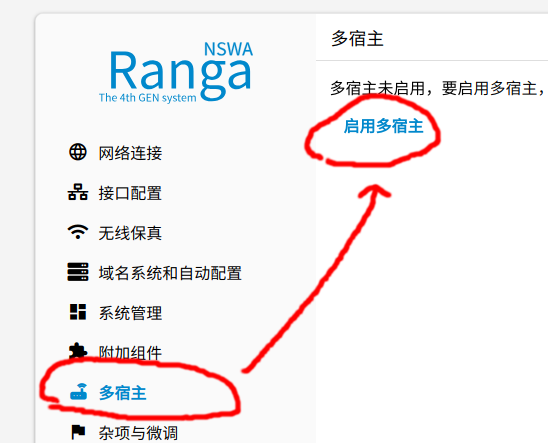 NSWA
Ranga
The 4th GEN system
网络连接
接口配置
无线保真
域名系统和自动配置
系统管理
附加组件
多宿主
杂项与微调
多宿主
多宿主未启用，要启用多宿主，
启用多宿主